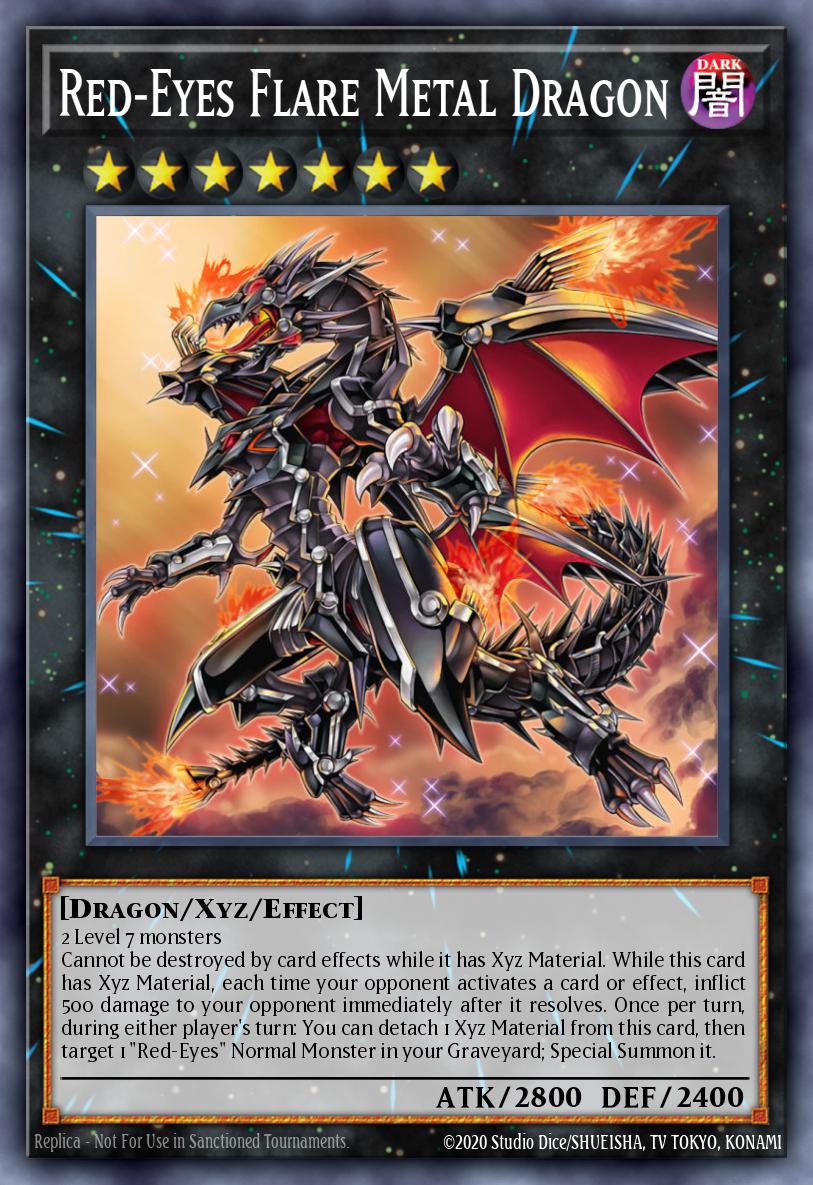 Red-Eyes Flare Metal Dragon
DARK
闇
[Dragon/Xyz/Effect]
2 Level 7 monsters
Cannot be destroyed by card effects while it has Xyz Material. While this card
has Xyz Material, each time your opponent activates a card or effect, inflict
500 damage to your opponent immediately after it resolves. Once per turn,
during either player's turn: You can detach 1 Xyz Material from this card, then
target 1 "Red-Eyes" Normal Monster in your Graveyard; Special Summon it.
ATK/2800 DEF/2400
Replica - Not For Use in Sanctioned Tournaments.
©2020 Studio Dice/SHUEISHA, TV TOKYO, KONAMI